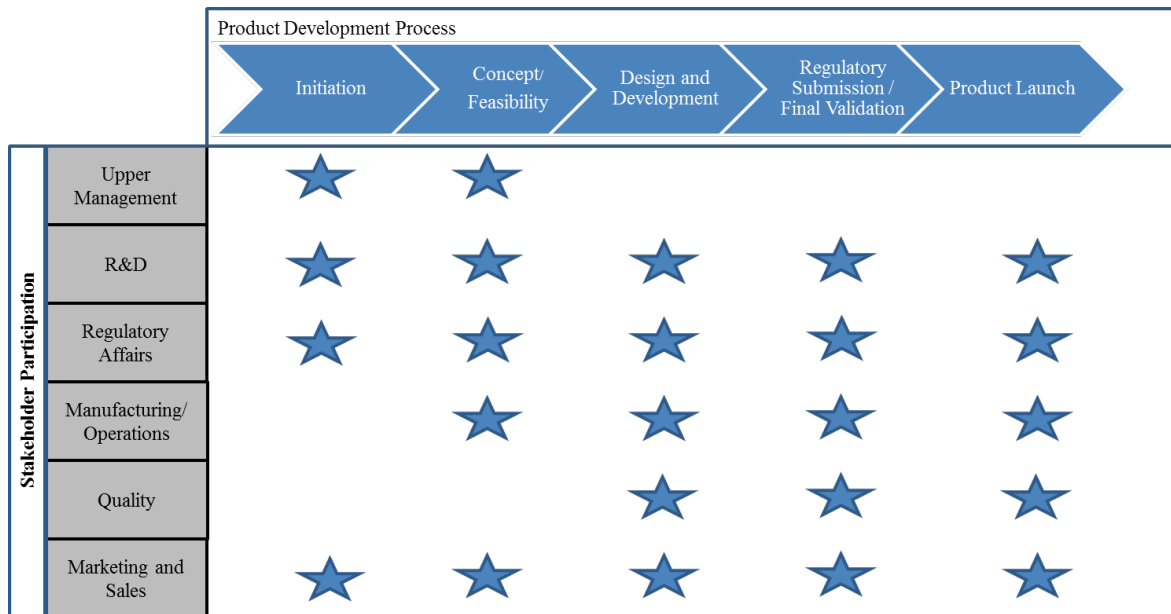 Product Development Process
Initiation
Concept/
Feasibility
Design and
Development
Regulatory
Submission /
Final Validation
Product Launch
Stakeholder Participation
Upper
Management
R&D
Regulatory
Affairs
Manufacturing/
Operations
Quality
Marketing and
Sales